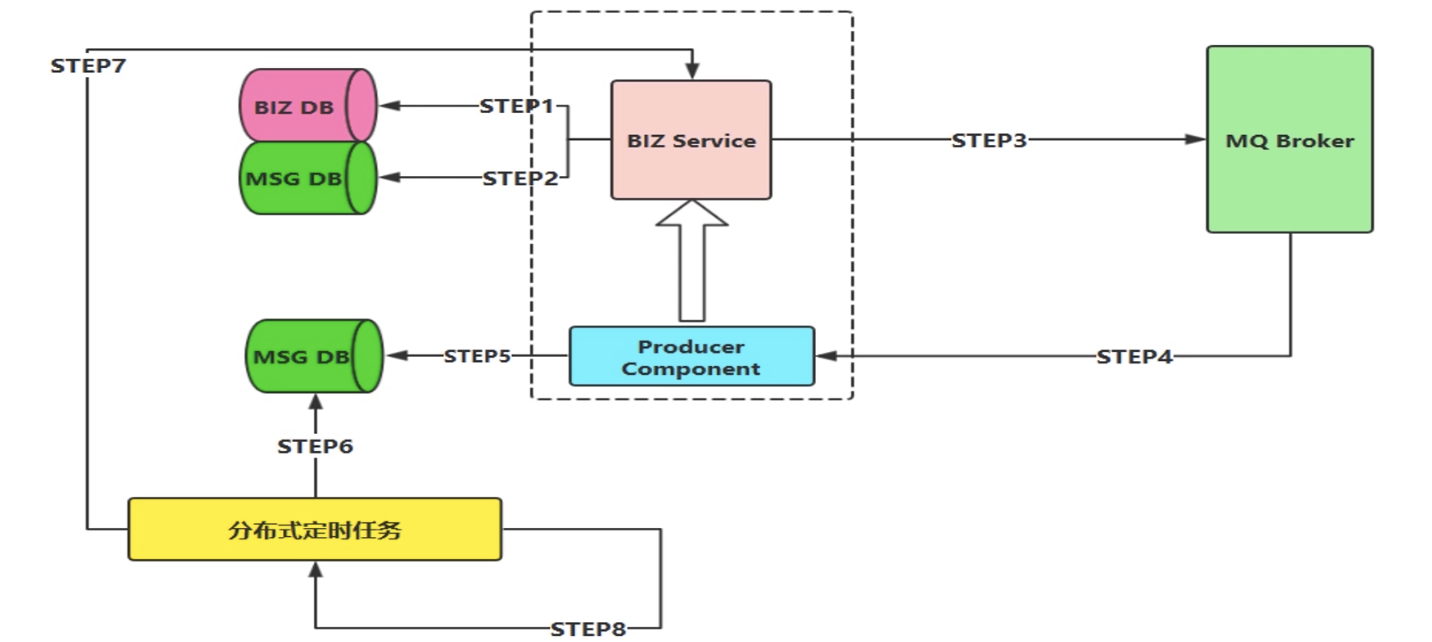 STEP7
BIZ DB
STEP1
BIZ Service
STEP3
MQ Broker
MSG DB
STEP2
MSG DB
STEP5
Producer
Component
STEP4
STEP6
分布式定时任务
STEP8